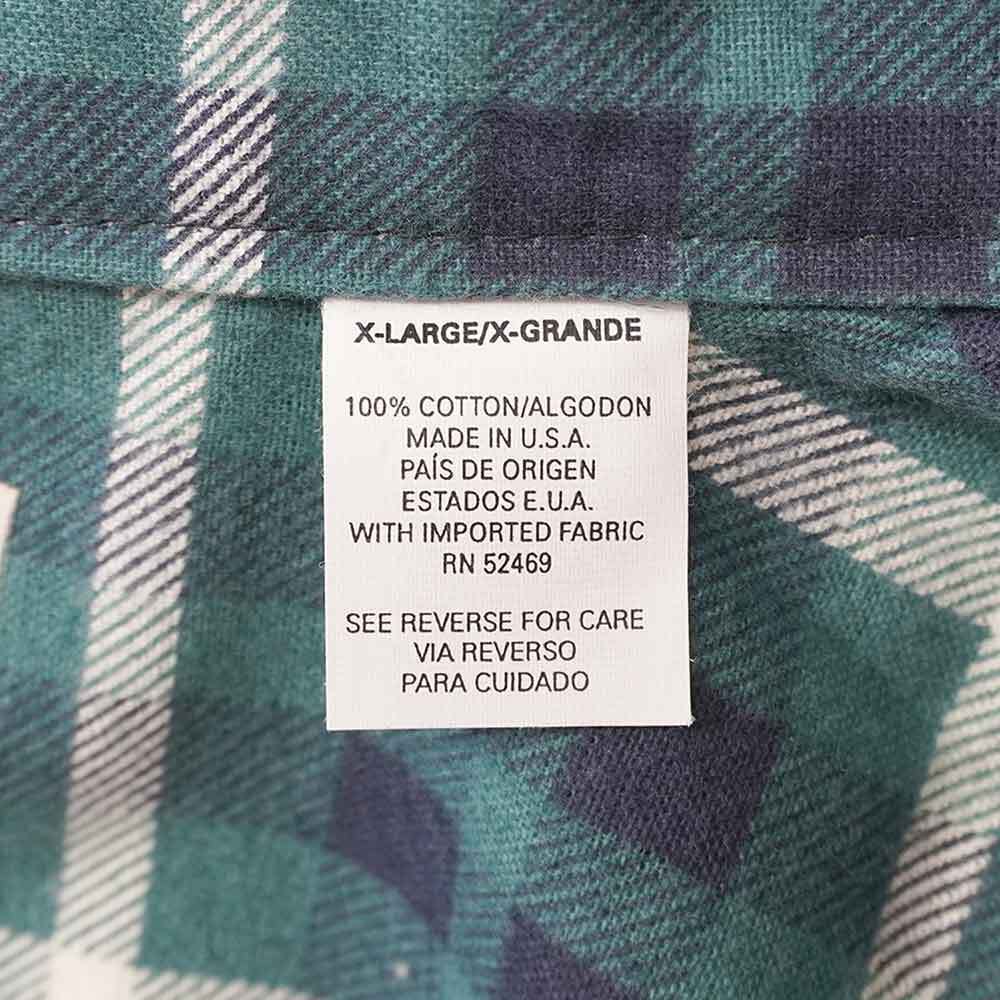 X-LARGE/X-GRANDE
100% COTTON/ALGODON
MADE IN U.S.A.
PAÍS DE ORIGEN
ESTADOS E.U.A.
WITH IMPORTED FABRIC
RN 52469
SEE REVERSE FOR CARE
VIA REVERSO
PARA CUIDADO